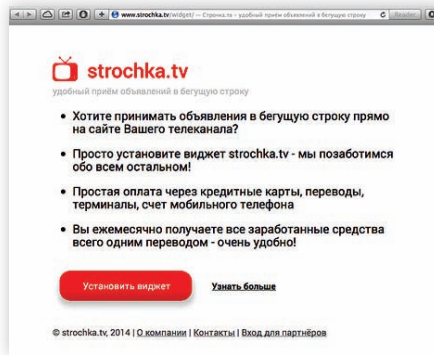 www.strochka.tv/widget/ — Строчка.тв – удобный приём объявлений в бегущую строку
Reader
strochka.tv
удобный приём объявлений в бегущую строку
• Хотите принимать объявления в бегущую строку прямо
на сайте Вашего телеканала?
• Просто установите виджет strochka.tv - мы позаботимся
обо всем остальном!
• Простая оплата через кредитные карты, переводы,
терминалы, счет мобильного телефона
• Вы ежемесячно получаете все заработанные средства
всего одним переводом - очень удобно!
Установить виджет Узнать больше
© strochka.tv, 2014 | О компании | Контакты | Вход для партнёров